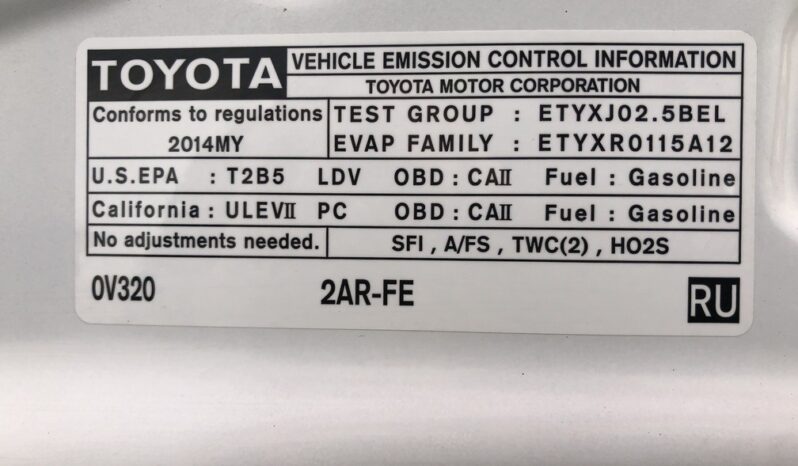 TOYOTA VEHICLE EMISSION CONTROL INFORMATION
TOYOTA MOTOR CORPORATION
Conforms to regulations
2014MY
TEST GROUP : ETYXJ02.5BEL
EVAP FAMILY : ETYXR0115A12
U.S.EPA : T2B5 LDV OBD : CAⅡ Fuel : Gasoline
California : ULEVⅡ PC OBD : CAⅡ Fuel : Gasoline
No adjustments needed. SFI , A/FS , TWC(2) , HO2S
0V320 2AR-FE RU